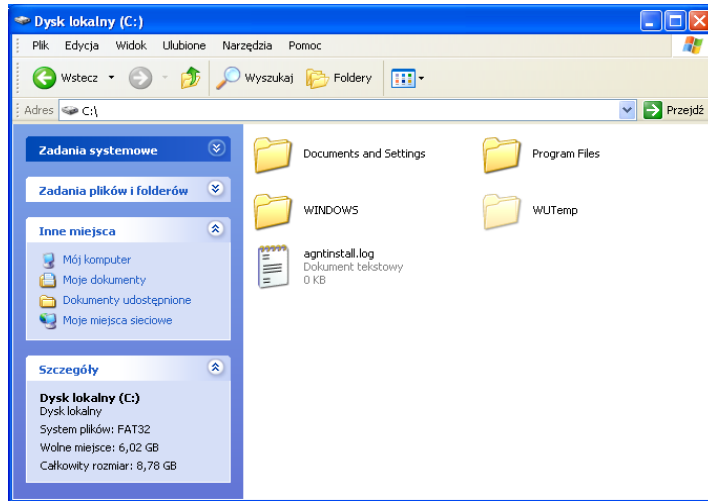 Dysk lokalny (C:)
Plik Edycja Widok Ulubione Narzędzia Pomoc
Wstecz Wyszukaj Foldery
Adres C:\ Przejdź
Zadania systemowe
Zadania plików i folderów
Inne miejsca
Mój komputer
Moje dokumenty
Dokumenty udostępnione
Moje miejsca sieciowe
Szczegóły
Dysk lokalny (C:)
Dysk lokalny
System plików: FAT32
Wolne miejsce: 6,02 GB
Całkowity rozmiar: 8,78 GB
Documents and Settings
Program Files
WINDOWS
WUTemp
agntinstall.log
Dokument tekstowy
0 KB